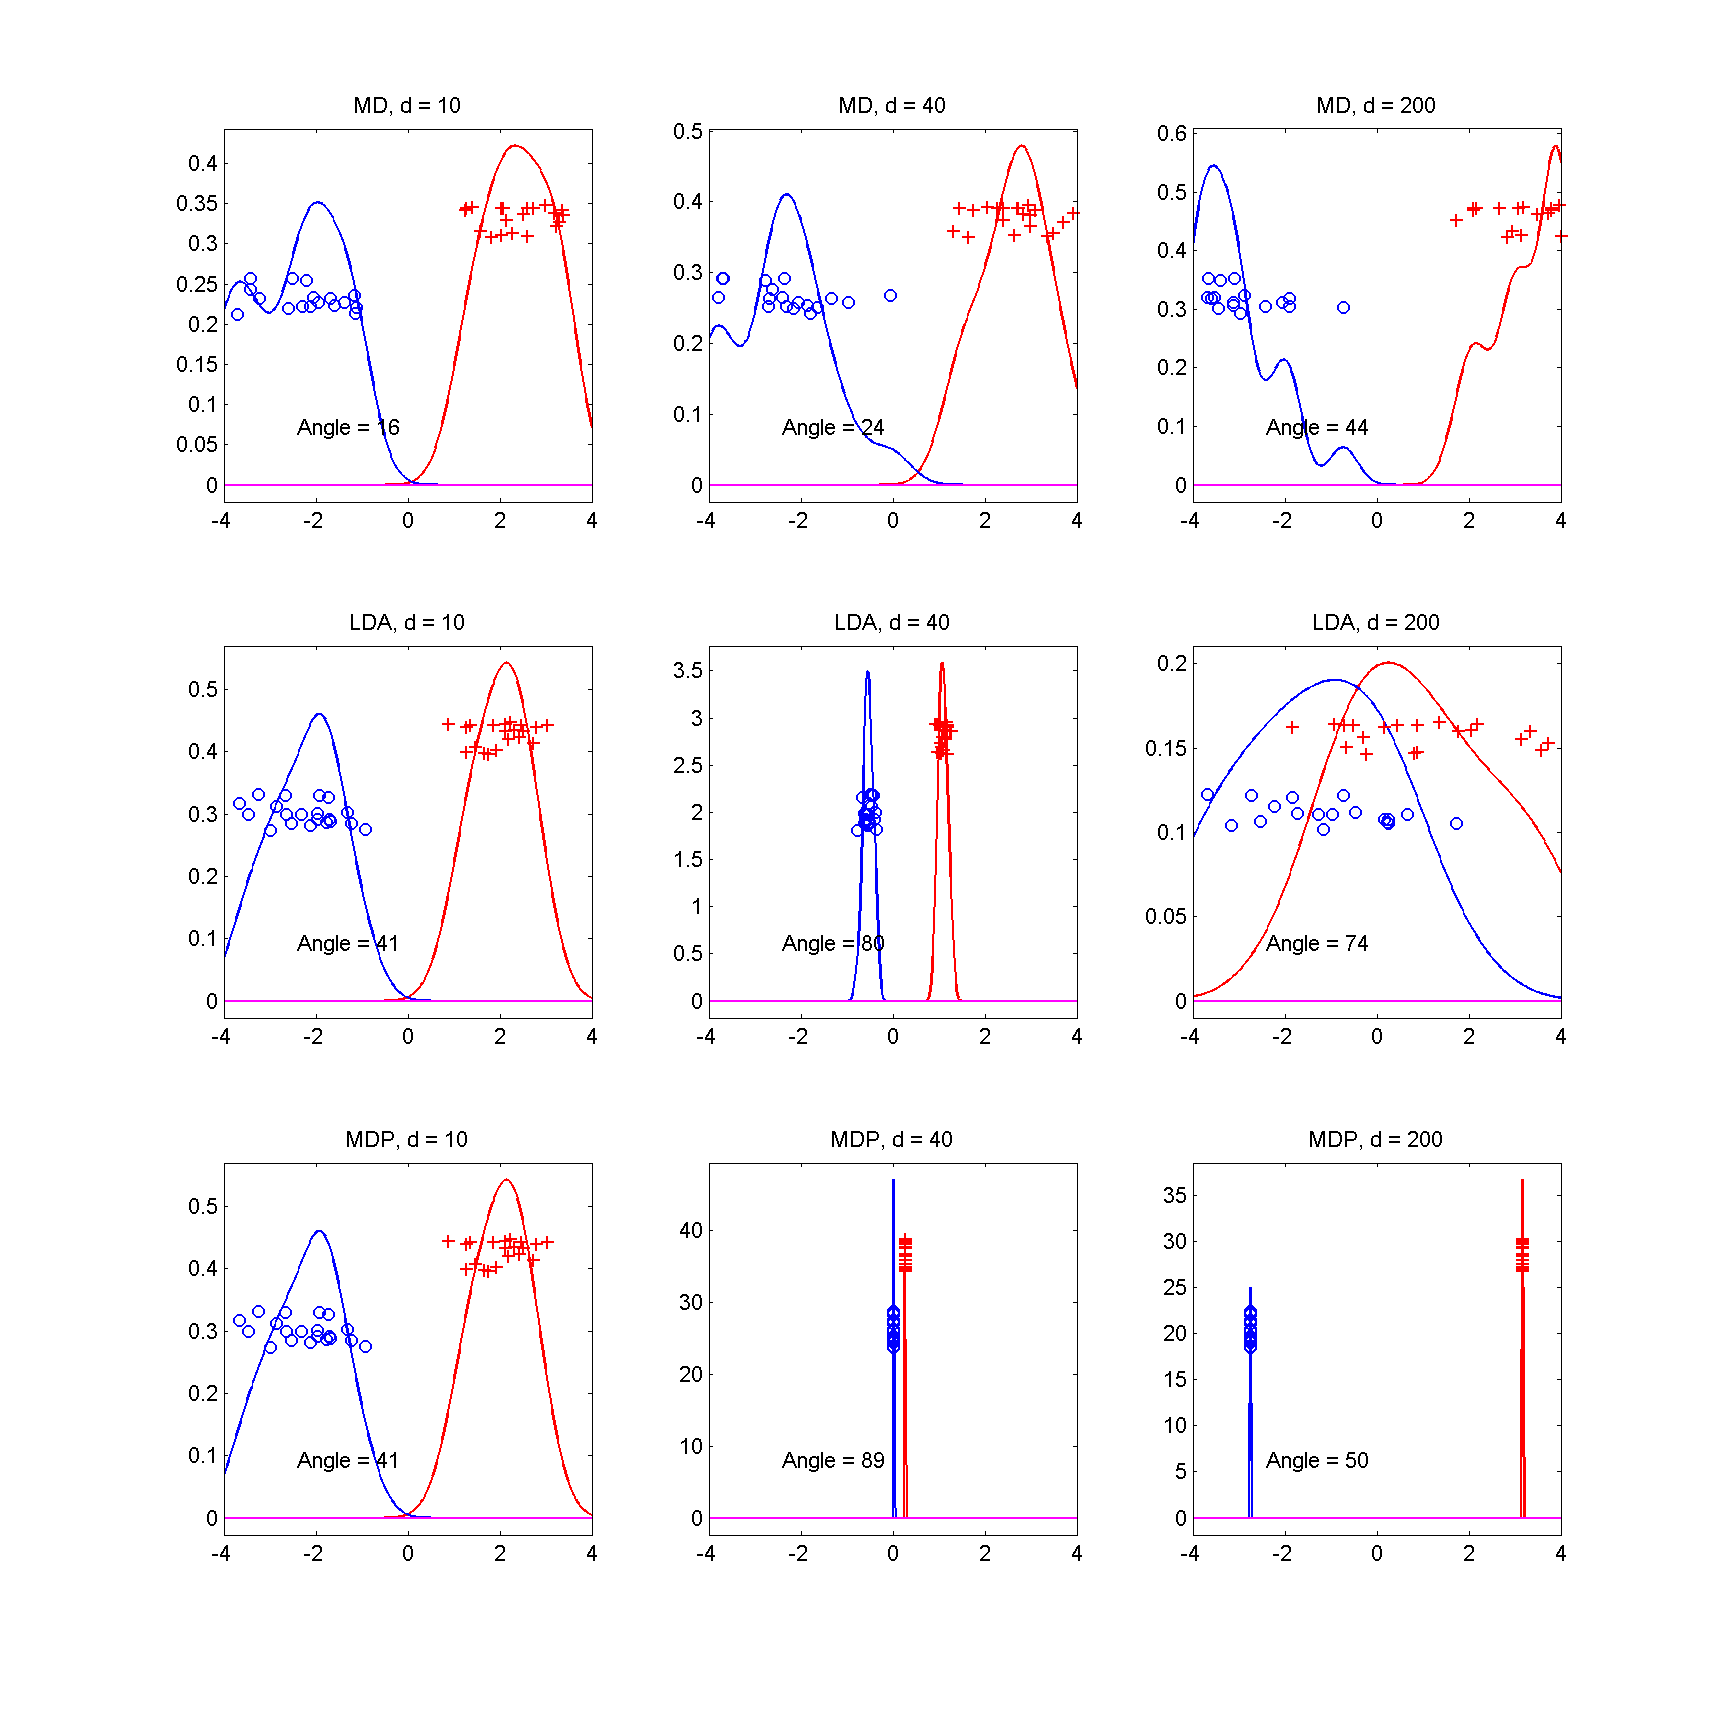 MD, d = 10
0.4
0.35
0.3
0.25
0.2
0.15
0.1
0.05
0
Angle = 16
-4 -2 0 2 4
MD, d = 40
0.5
0.4
0.3
0.2
0.1
0
Angle = 24
-4 -2 0 2 4
MD, d = 200
0.6
0.5
0.4
0.3
0.2
0.1
0
Angle = 44
-4 -2 0 2 4
LDA, d = 10
0.5
0.4
0.3
0.2
0.1
0
Angle = 41
-4 -2 0 2 4
LDA, d = 40
3.5
3
2.5
2
1.5
1
0.5
0
Angle = 80
-4 -2 0 2 4
LDA, d = 200
0.2
0.15
0.1
0.05
0
Angle = 74
-4 -2 0 2 4
MDP, d = 10
0.5
0.4
0.3
0.2
0.1
0
Angle = 41
-4 -2 0 2 4
MDP, d = 40
40
30
20
10
0
Angle = 89
-4 -2 0 2 4
MDP, d = 200
35
30
25
20
15
10
5
0
Angle = 50
-4 -2 0 2 4